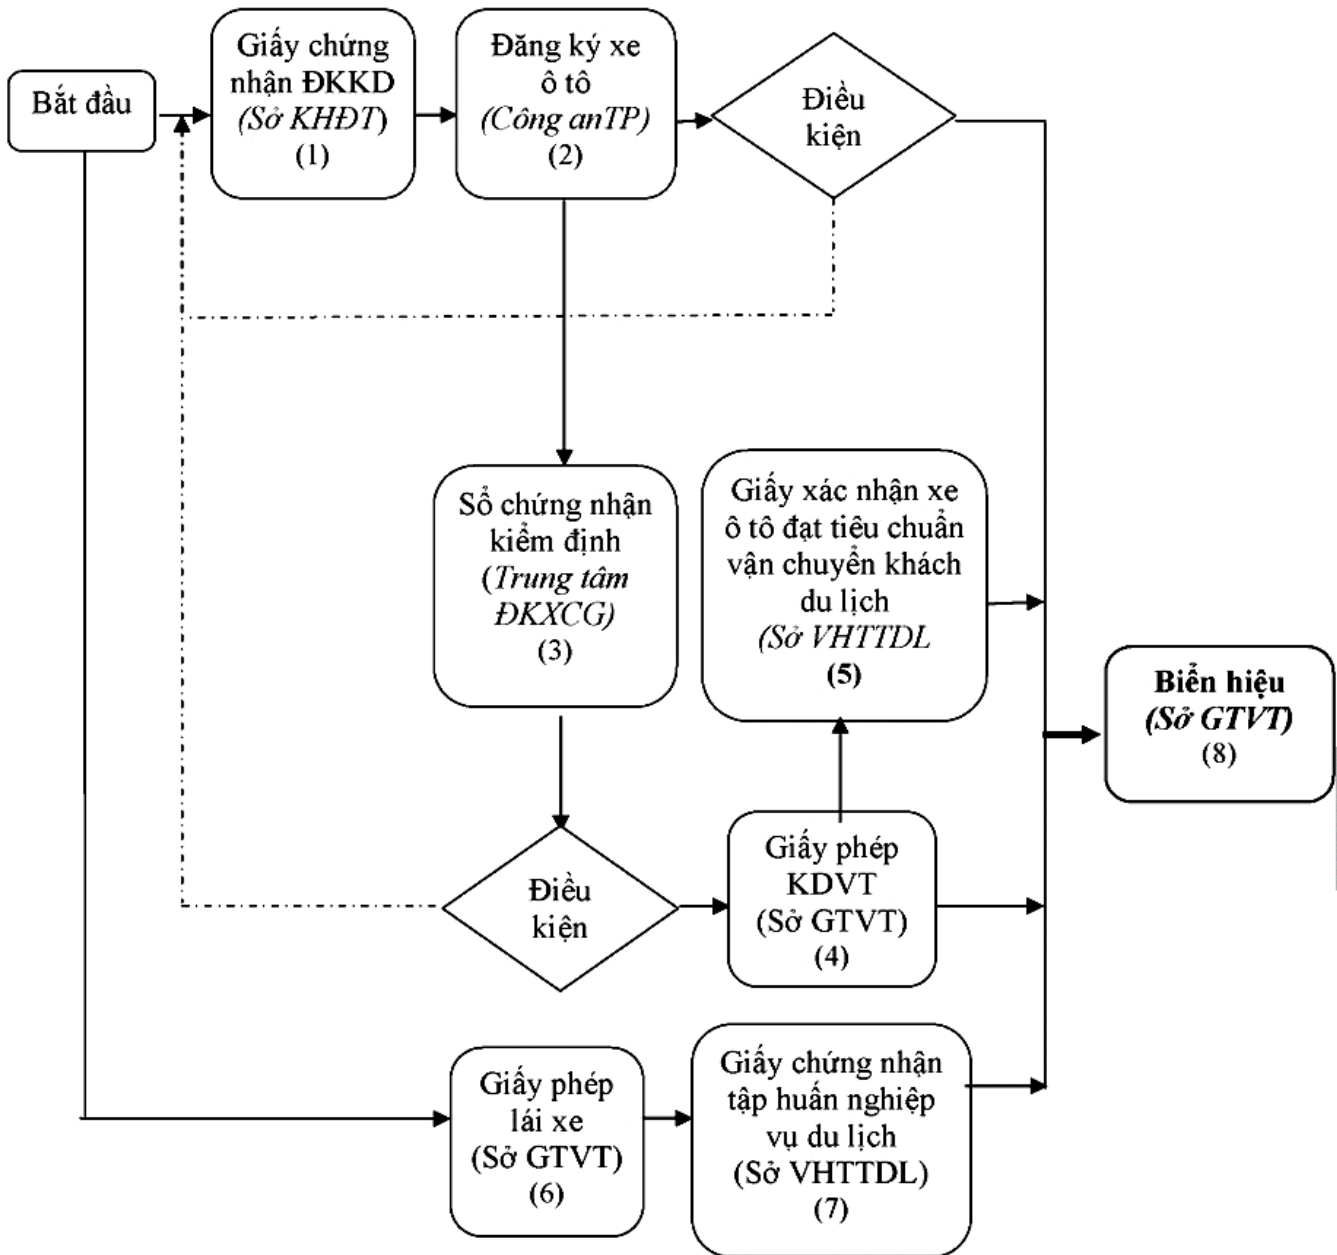 Bắt đầu
Giấy chứng
nhận ĐKKD
(Sở KHĐT)
(1)
Đăng ký xe
ô tô
(Công anTP)
(2)
Điều
kiện
Sổ chứng nhận
kiểm định
(Trung tâm
ĐKXCG)
(3)
Giấy xác nhận xe
ô tô đạt tiêu chuẩn
vận chuyển khách
du lịch
(Sở VHTTDL
(5)
Biển hiệu
(Sở GTVT)
(8)
Điều
kiện
Giấy phép
KDVT
(Sở GTVT)
(4)
Giấy phép
lái xe
(Sở GTVT)
(6)
Giấy chứng nhận
tập huấn nghiệp
vụ du lịch
(Sở VHTTDL)
(7)